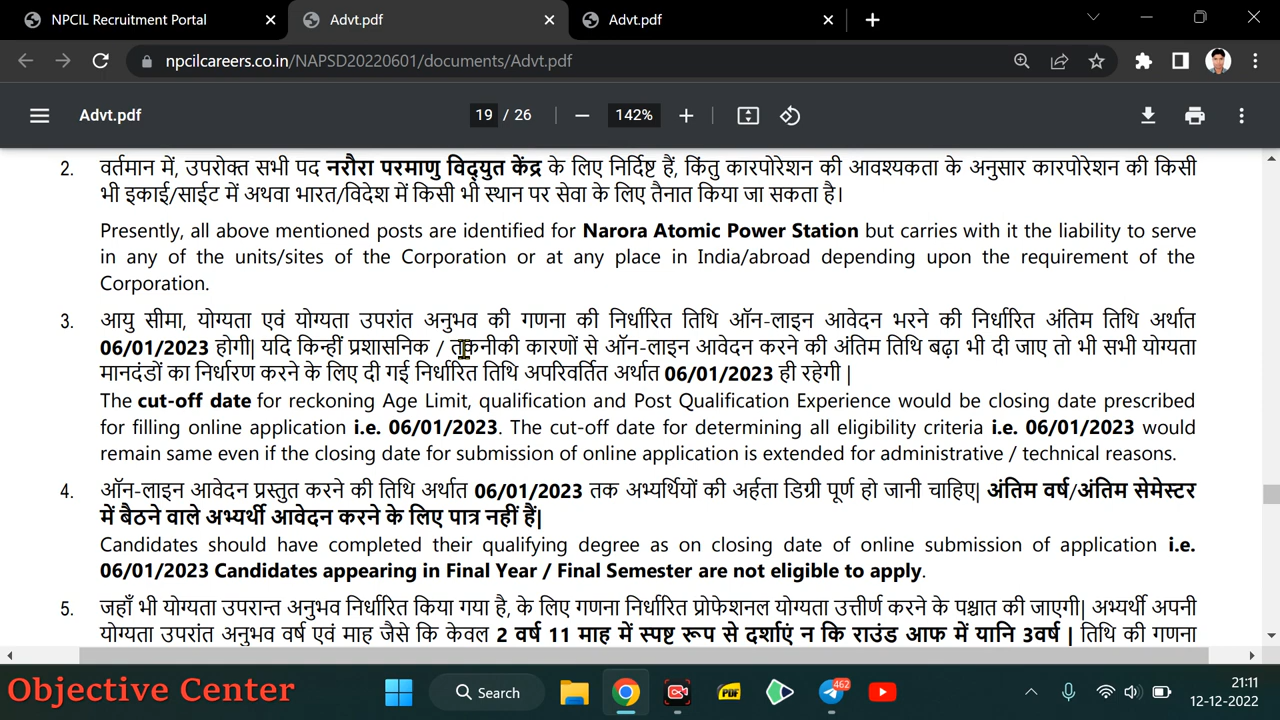 NPCIL Recruitment Portal
Advt.pdf
Advt.pdf
npcilcareers.co.in/NAPSD20220601/documents/Advt.pdf
Advt.pdf
19 / 26
142%
2. वर्तमान में, उपरोक्त सभी पद नरौरा परमाणु विद्युत केंद्र के लिए निर्दिष्ट हैं, किंतु कारपोरेशन की आवश्यकता के अनुसार कारपोरेशन की किसी
भी इकाई/साईट में अथवा भारत/विदेश में किसी भी स्थान पर सेवा के लिए तैनात किया जा सकता है।
Presently, all above mentioned posts are identified for Narora Atomic Power Station but carries with it the liability to serve
in any of the units/sites of the Corporation or at any place in India/abroad depending upon the requirement of the
Corporation.
3. आयु सीमा, योग्यता एवं योग्यता उपरांत अनुभव की गणना की निर्धारित तिथि ऑन-लाइन आवेदन भरने की निर्धारित अंतिम तिथि अर्थात
06/01/2023 होगी| यदि किन्हीं प्रशासनिक / तकनीकी कारणों से ऑन-लाइन आवेदन करने की अंतिम तिथि बढ़ा भी दी जाए तो भी सभी योग्यता
मानदंडों का निर्धारण करने के लिए दी गई निर्धारित तिथि अपरिवर्तित अर्थात 06/01/2023 ही रहेगी |
The cut-off date for reckoning Age Limit, qualification and Post Qualification Experience would be closing date prescribed
for filling online application i.e. 06/01/2023. The cut-off date for determining all eligibility criteria i.e. 06/01/2023 would
remain same even if the closing date for submission of online application is extended for administrative / technical reasons.
4. ऑन-लाइन आवेदन प्रस्तुत करने की तिथि अर्थात 06/01/2023 तक अभ्यर्थियों की अर्हता डिग्री पूर्ण हो जानी चाहिए| अंतिम वर्ष/अंतिम सेमेस्टर
में बैठने वाले अभ्यर्थी आवेदन करने के लिए पात्र नहीं हैं|
Candidates should have completed their qualifying degree as on closing date of online submission of application i.e.
06/01/2023 Candidates appearing in Final Year / Final Semester are not eligible to apply.
5. जहाँ भी योग्यता उपरान्त अनुभव निर्धारित किया गया है, के लिए गणना निर्धारित प्रोफेशनल योग्यता उत्तीर्ण करने के पश्चात की जाएगी| अभ्यर्थी अपनी
योग्यता उपरांत अनुभव वर्ष एवं माह जैसे कि केवल 2 वर्ष 11 माह में स्पष्ट रूप से दर्शाएं न कि राउंड आफ में यानि 3वर्ष | तिथि की गणना
Objective Center
Search
PDF
462
21:11
12-12-2022